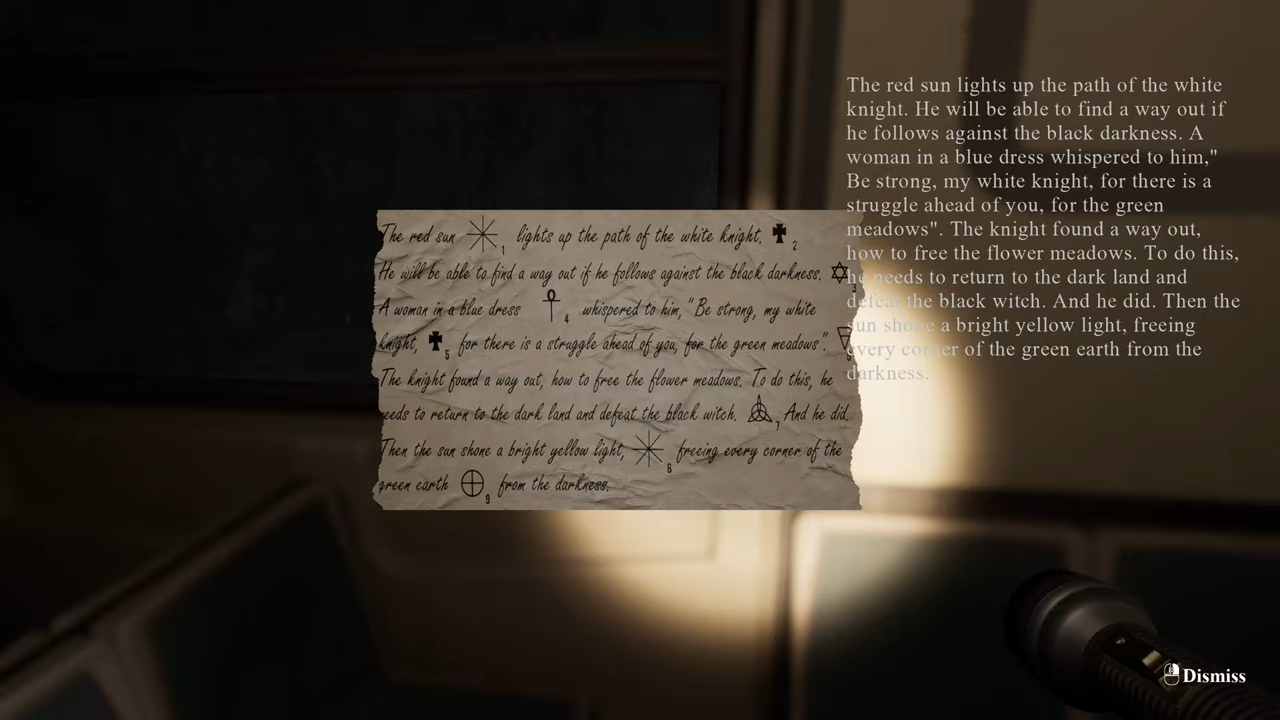 The red sun 1 lights up the path of the white knight. 2
He will be able to find a way out if he follows against the black darkness. 3
A woman in a blue dress 4 whispered to him, "Be strong, my white
knight, 5 for there is a struggle ahead of you, for the green meadows".
The knight found a way out, how to free the flower meadows. To do this, he
needs to return to the dark land and defeat the black witch. 7 And he did.
Then the sun shone a bright yellow light, 8 freeing every corner of the
green earth 9 from the darkness.
The red sun lights up the path of the white
knight. He will be able to find a way out if
he follows against the black darkness. A
woman in a blue dress whispered to him,"
Be strong, my white knight, for there is a
struggle ahead of you, for the green
meadows". The knight found a way out,
how to free the flower meadows. To do this,
he needs to return to the dark land and
defeat the black witch. And he did. Then the
sun shone a bright yellow light, freeing
every corner of the green earth from the
darkness.
Dismiss